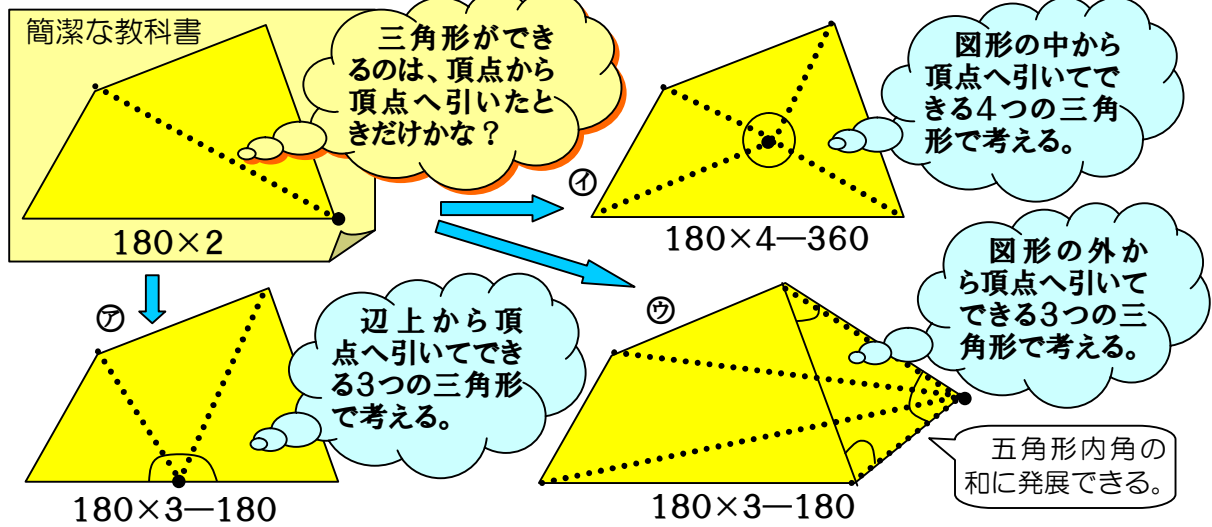 簡潔な教科書
180×2
三角形ができ
るのは、頂点から
頂点へ引いたと
きだけかな？
㋑
180×4―360
図形の中から
頂点へ引いてで
きる4つの三角
形で考える。
㋐
180×3―180
辺上から頂
点へ引いてでき
る3つの三角形
で考える。
㋒
180×3―180
図形の外か
ら頂点へ引いて
できる3つの三
角形で考える。
五角形内角の
和に発展できる。